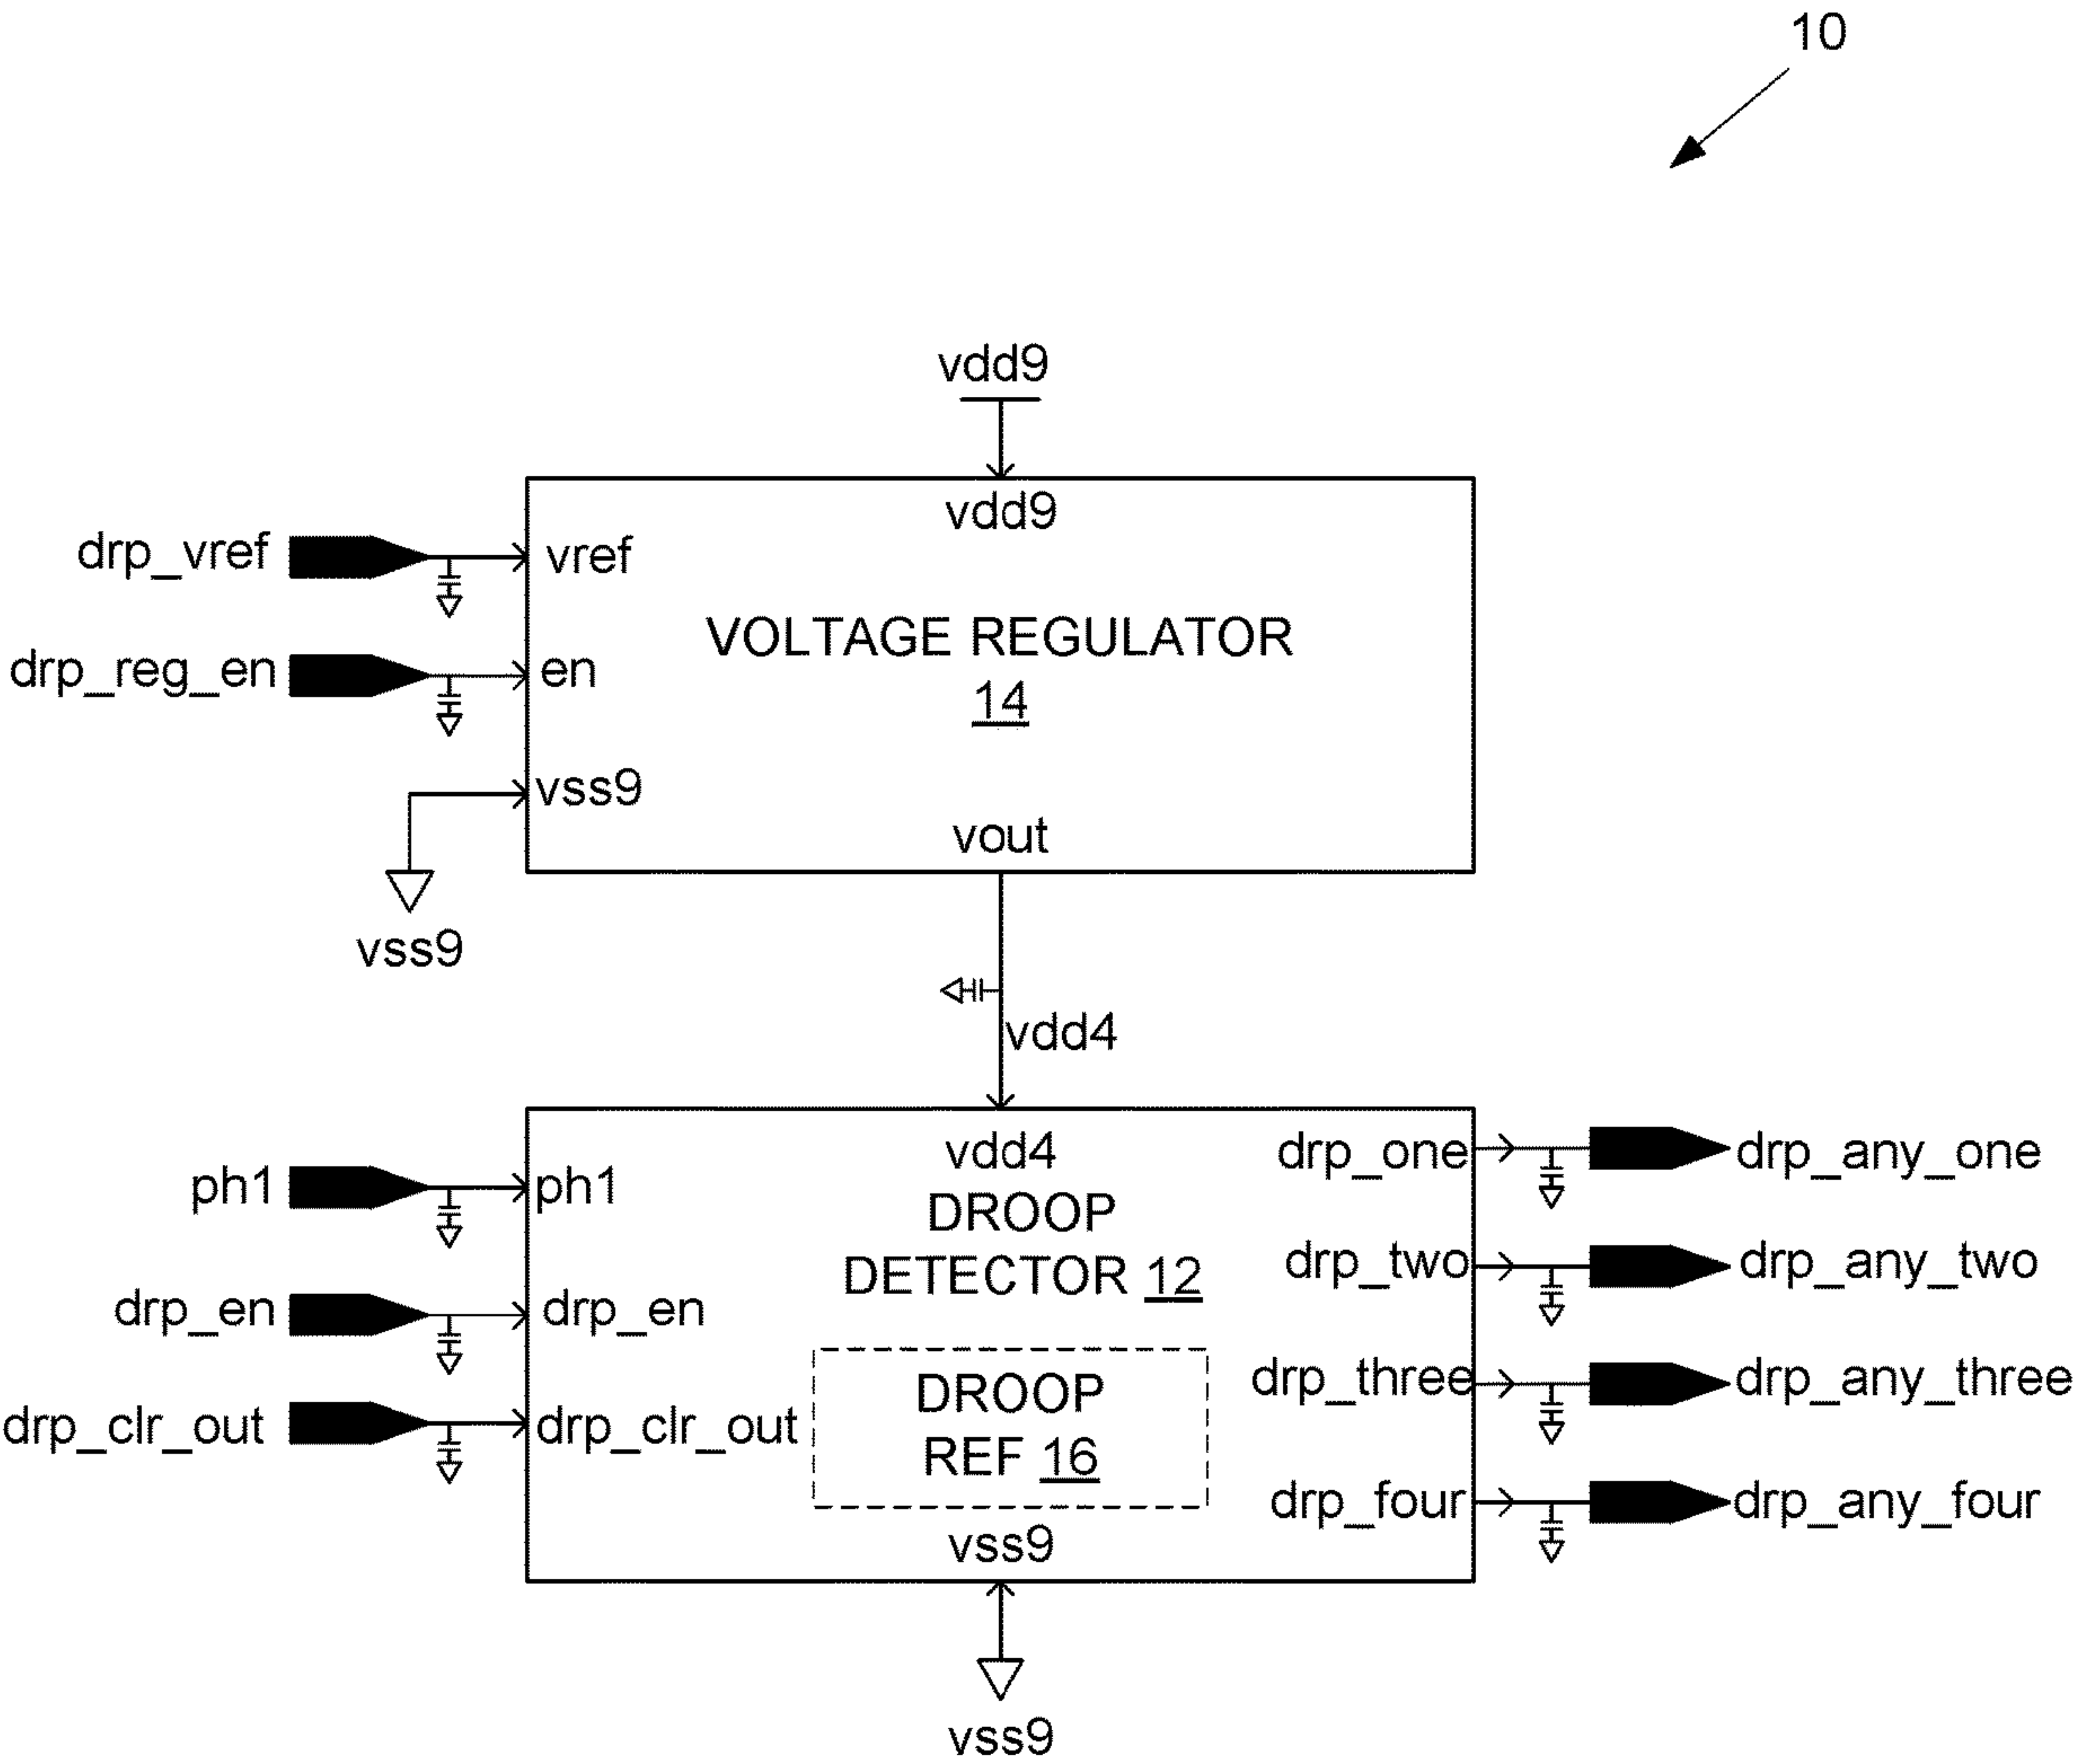 10
vdd9
vdd9
drp_vref
vref
VOLTAGE REGULATOR
14
drp_reg_en
en
vss9
vout
vss9
vdd4
vdd4
drp_one
drp_any_one
ph1
ph1
DROOP
DETECTOR 12
drp_two
drp_any_two
drp_en
drp_en
drp_three
drp_any_three
DROOP
REF 16
drp_clr_out
drp_clr_out
drp_four
drp_any_four
vss9
vss9